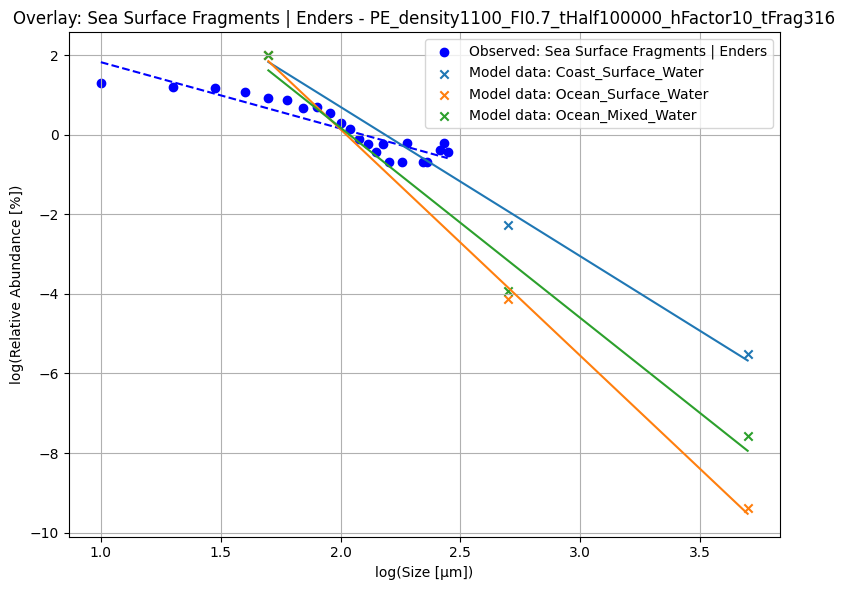 Overlay: Sea Surface Fragments | Enders - PE_density1100_FI0.7_tHalf100000_hFactor10_tFrag316
Observed: Sea Surface Fragments | Enders
Model data: Coast_Surface_Water
Model data: Ocean_Surface_Water
Model data: Ocean_Mixed_Water
log(Relative Abundance [%])
2
0
−2
−4
−6
−8
−10
1.0 1.5 2.0 2.5 3.0 3.5
log(Size [µm])